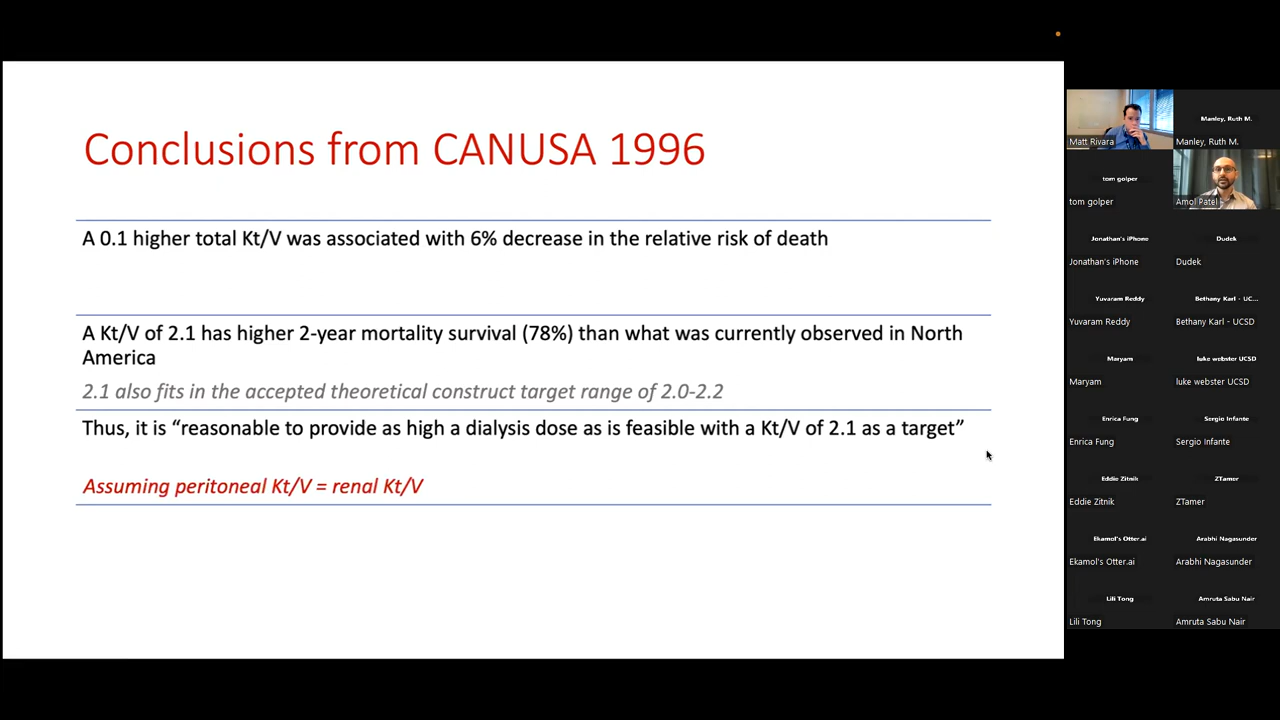 Conclusions from CANUSA 1996
A 0.1 higher total Kt/V was associated with 6% decrease in the relative risk of death
A Kt/V of 2.1 has higher 2-year mortality survival (78%) than what was currently observed in North
America
2.1 also fits in the accepted theoretical construct target range of 2.0-2.2
Thus, it is “reasonable to provide as high a dialysis dose as is feasible with a Kt/V of 2.1 as a target”
Assuming peritoneal Kt/V = renal Kt/V
Matt Rivara
Manley, Ruth M.
Manley, Ruth M.
tom golper
tom golper
Amol Patel
Jonathan's iPhone
Jonathan's iPhone
Dudek
Dudek
Yuvaram Reddy
Yuvaram Reddy
Bethany Karl - UC...
Bethany Karl - UCSD
Maryam
Maryam
luke webster UCSD
luke webster UCSD
Enrica Fung
Enrica Fung
Sergio Infante
Sergio Infante
Eddie Zitnik
Eddie Zitnik
ZTamer
ZTamer
Ekamol's Otter.ai
Ekamol's Otter.ai
Arabhi Nagasunder
Arabhi Nagasunder
Lili Tong
Lili Tong
Amruta Sabu Nair
Amruta Sabu Nair